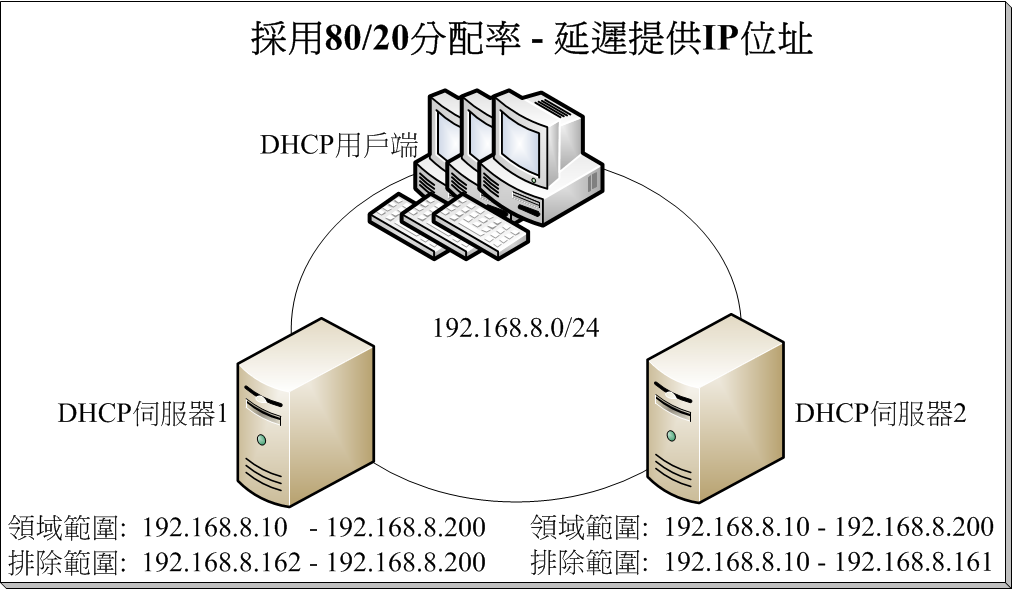 採用80/20分配率 - 延遲提供IP位址
DHCP用戶端
192.168.8.0/24
DHCP伺服器1
DHCP伺服器2
領域範圍: 192.168.8.10 - 192.168.8.200
排除範圍: 192.168.8.162 - 192.168.8.200
領域範圍: 192.168.8.10 - 192.168.8.200
排除範圍: 192.168.8.10 - 192.168.8.161